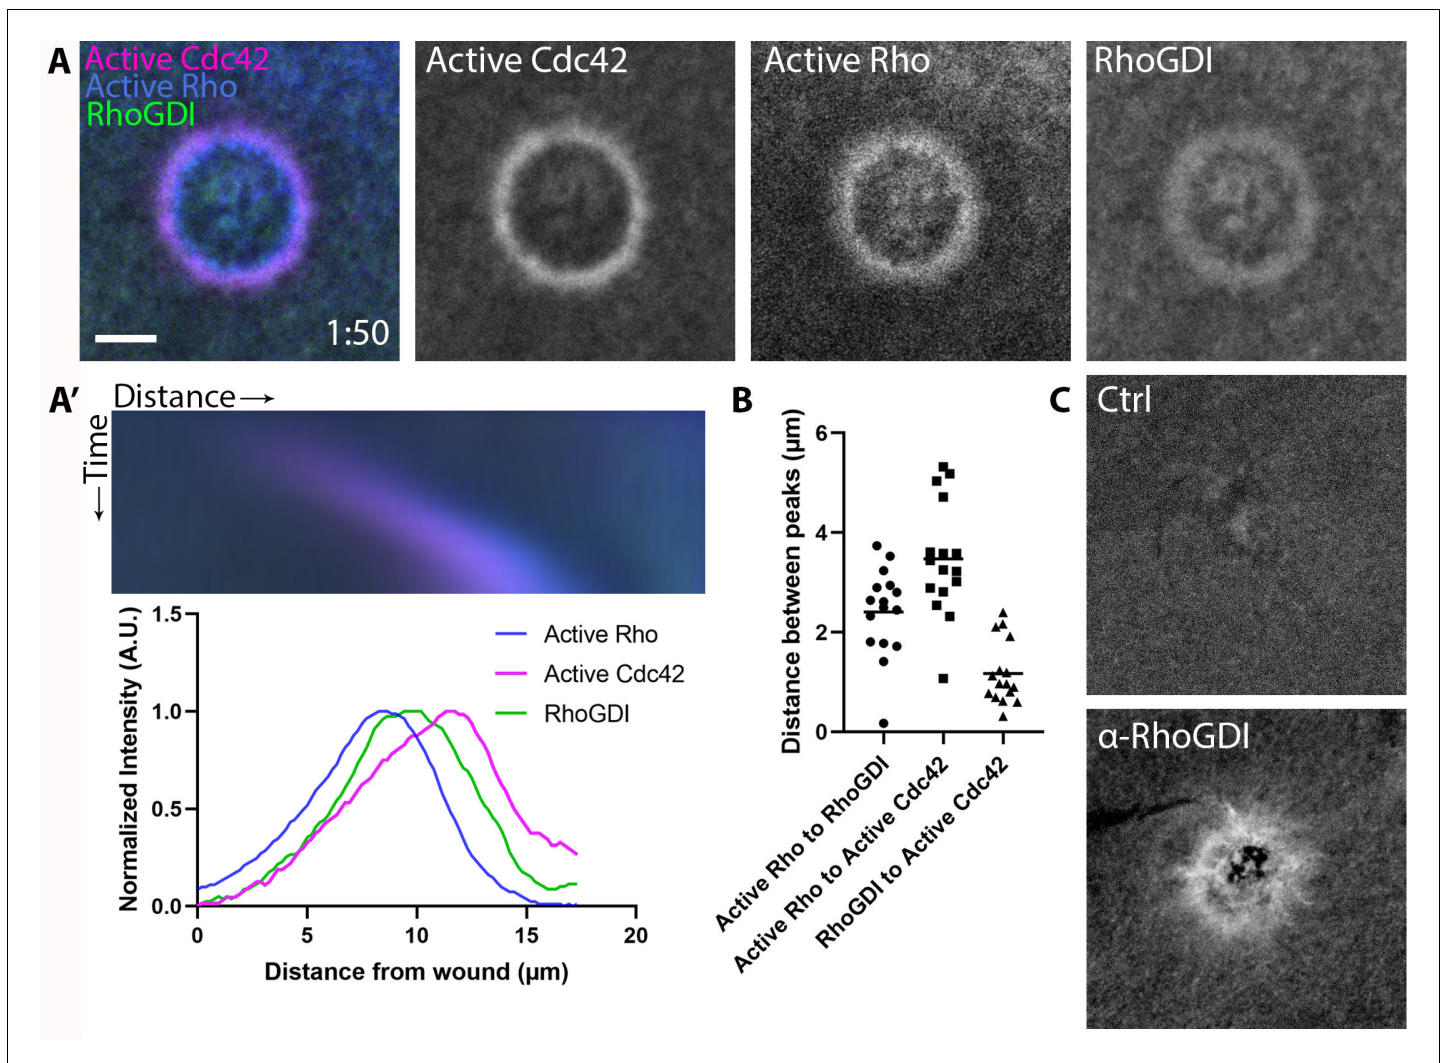 A
Active Cdc42
Active Rho
RhoGDI
1:50
Active Cdc42
Active Rho
RhoGDI
A'
Distance→
←Time
Normalized Intensity (A.U.)
1.5
1.0
0.5
0.0
0 5 10 15 20
Distance from wound (µm)
Active Rho
Active Cdc42
RhoGDI
B
Distance between peaks (µm)
6
4
2
0
Active Rho to RhoGDI
Active Rho to Active Cdc42
RhoGDI to Active Cdc42
C
Ctrl
α-RhoGDI